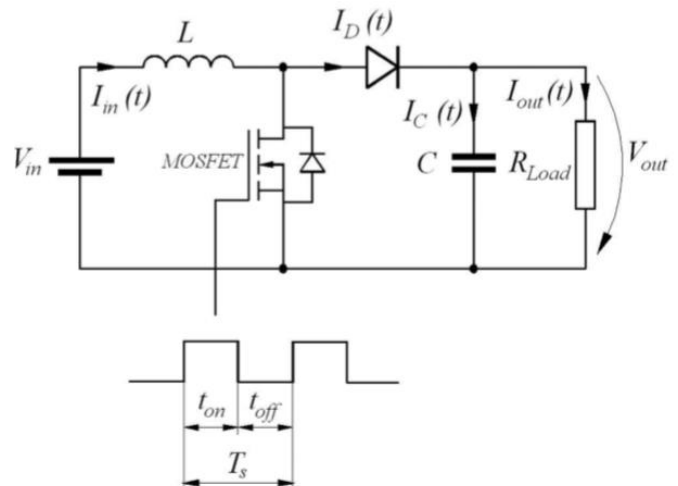 L
I_D (t)
I_in (t)
I_C (t)
I_out (t)
V_in
MOSFET
C
R_Load
V_out
t_on
t_off
T_s